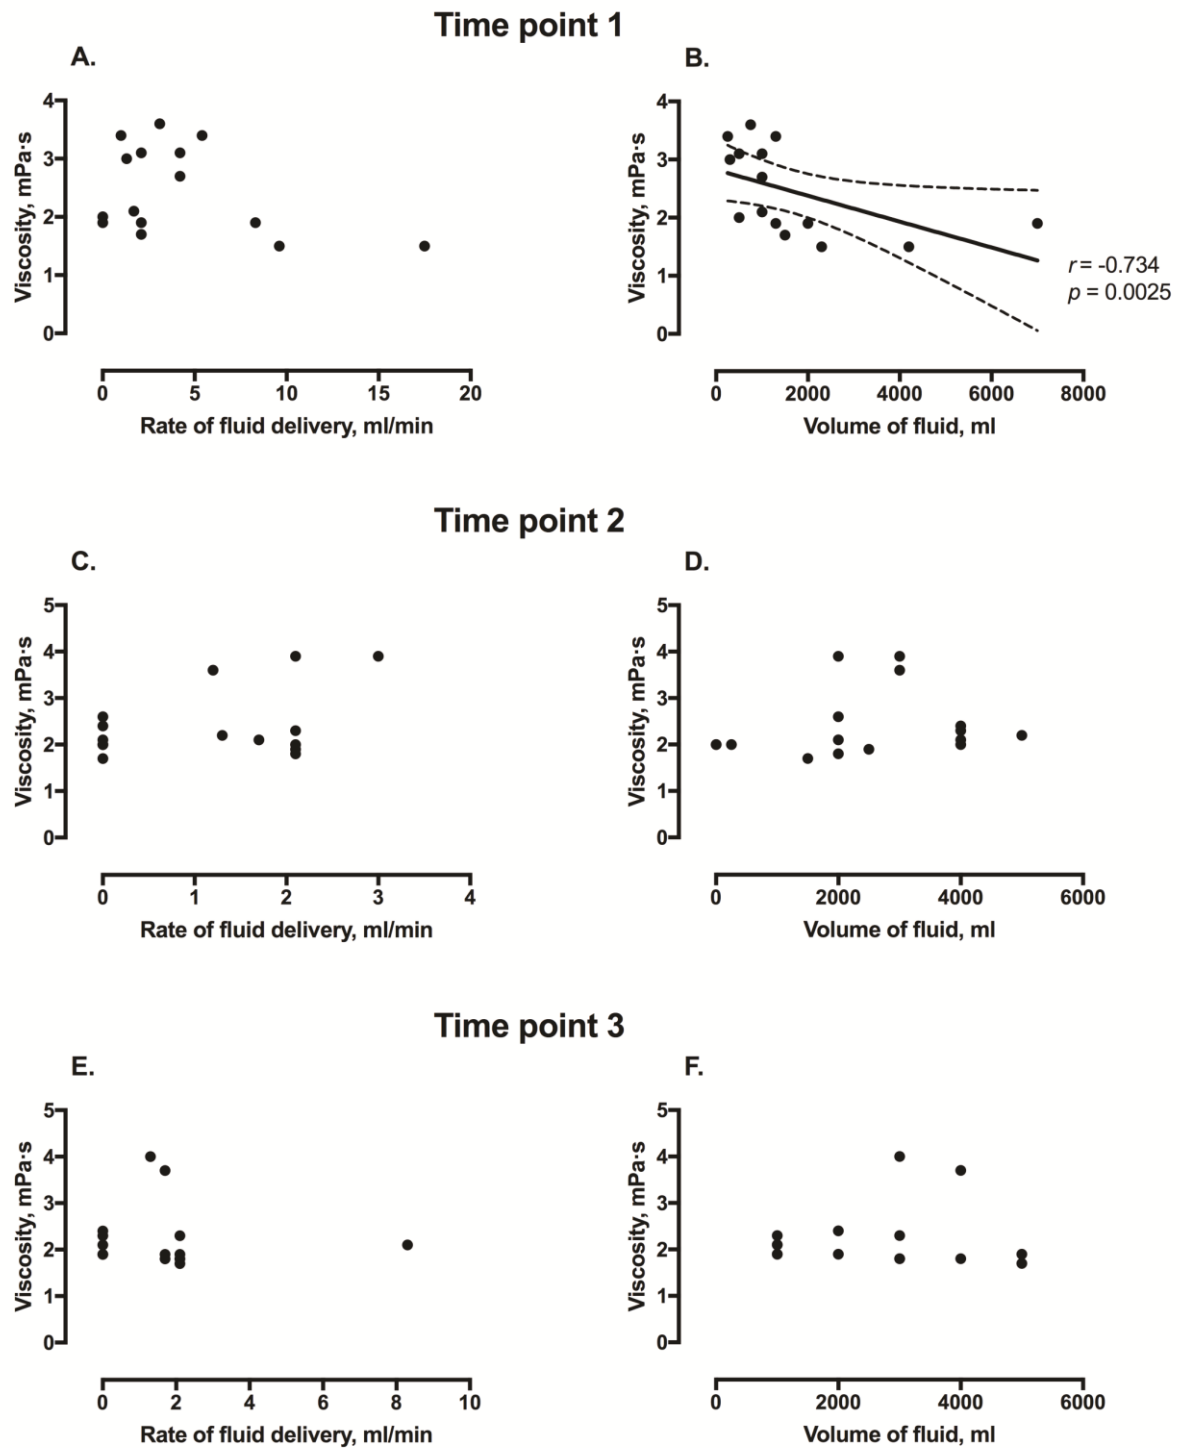 Time point 1
A.
B.
4
3
2
1
0
Viscosity, mPa·s
0 5 10 15 20
Rate of fluid delivery, ml/min
4
3
2
1
0
Viscosity, mPa·s
r = -0.734
p = 0.0025
0 2000 4000 6000 8000
Volume of fluid, ml
Time point 2
C.
D.
5
4
3
2
1
0
Viscosity, mPa·s
0 1 2 3 4
Rate of fluid delivery, ml/min
5
4
3
2
1
0
Viscosity, mPa·s
0 2000 4000 6000
Volume of fluid, ml
Time point 3
E.
F.
5
4
3
2
1
0
Viscosity, mPa·s
0 2 4 6 8 10
Rate of fluid delivery, ml/min
5
4
3
2
1
0
Viscosity, mPa·s
0 2000 4000 6000
Volume of fluid, ml